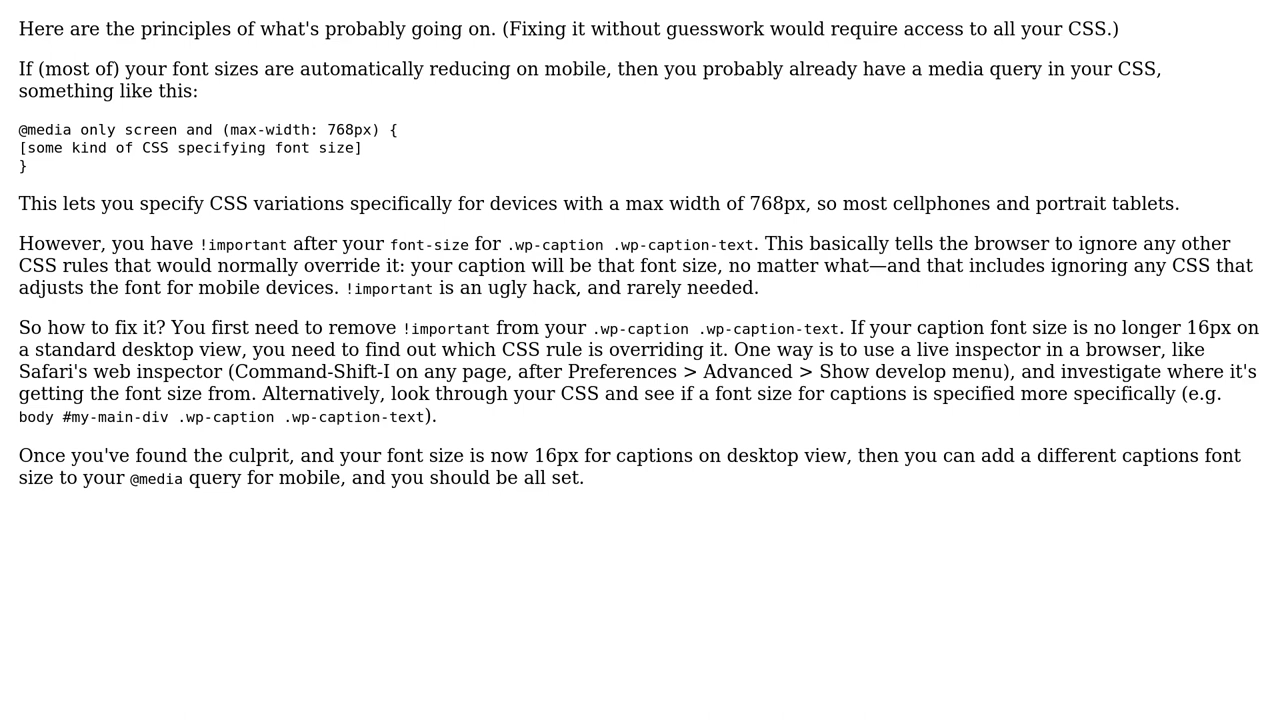 Here are the principles of what's probably going on. (Fixing it without guesswork would require access to all your CSS.)
If (most of) your font sizes are automatically reducing on mobile, then you probably already have a media query in your CSS,
something like this:
@media only screen and (max-width: 768px) {
[some kind of CSS specifying font size]
}
This lets you specify CSS variations specifically for devices with a max width of 768px, so most cellphones and portrait tablets.
However, you have !important after your font-size for .wp-caption .wp-caption-text. This basically tells the browser to ignore any other
CSS rules that would normally override it: your caption will be that font size, no matter what—and that includes ignoring any CSS that
adjusts the font for mobile devices. !important is an ugly hack, and rarely needed.
So how to fix it? You first need to remove !important from your .wp-caption .wp-caption-text. If your caption font size is no longer 16px on
a standard desktop view, you need to find out which CSS rule is overriding it. One way is to use a live inspector in a browser, like
Safari's web inspector (Command-Shift-I on any page, after Preferences > Advanced > Show develop menu), and investigate where it's
getting the font size from. Alternatively, look through your CSS and see if a font size for captions is specified more specifically (e.g.
body #my-main-div .wp-caption .wp-caption-text).
Once you've found the culprit, and your font size is now 16px for captions on desktop view, then you can add a different captions font
size to your @media query for mobile, and you should be all set.